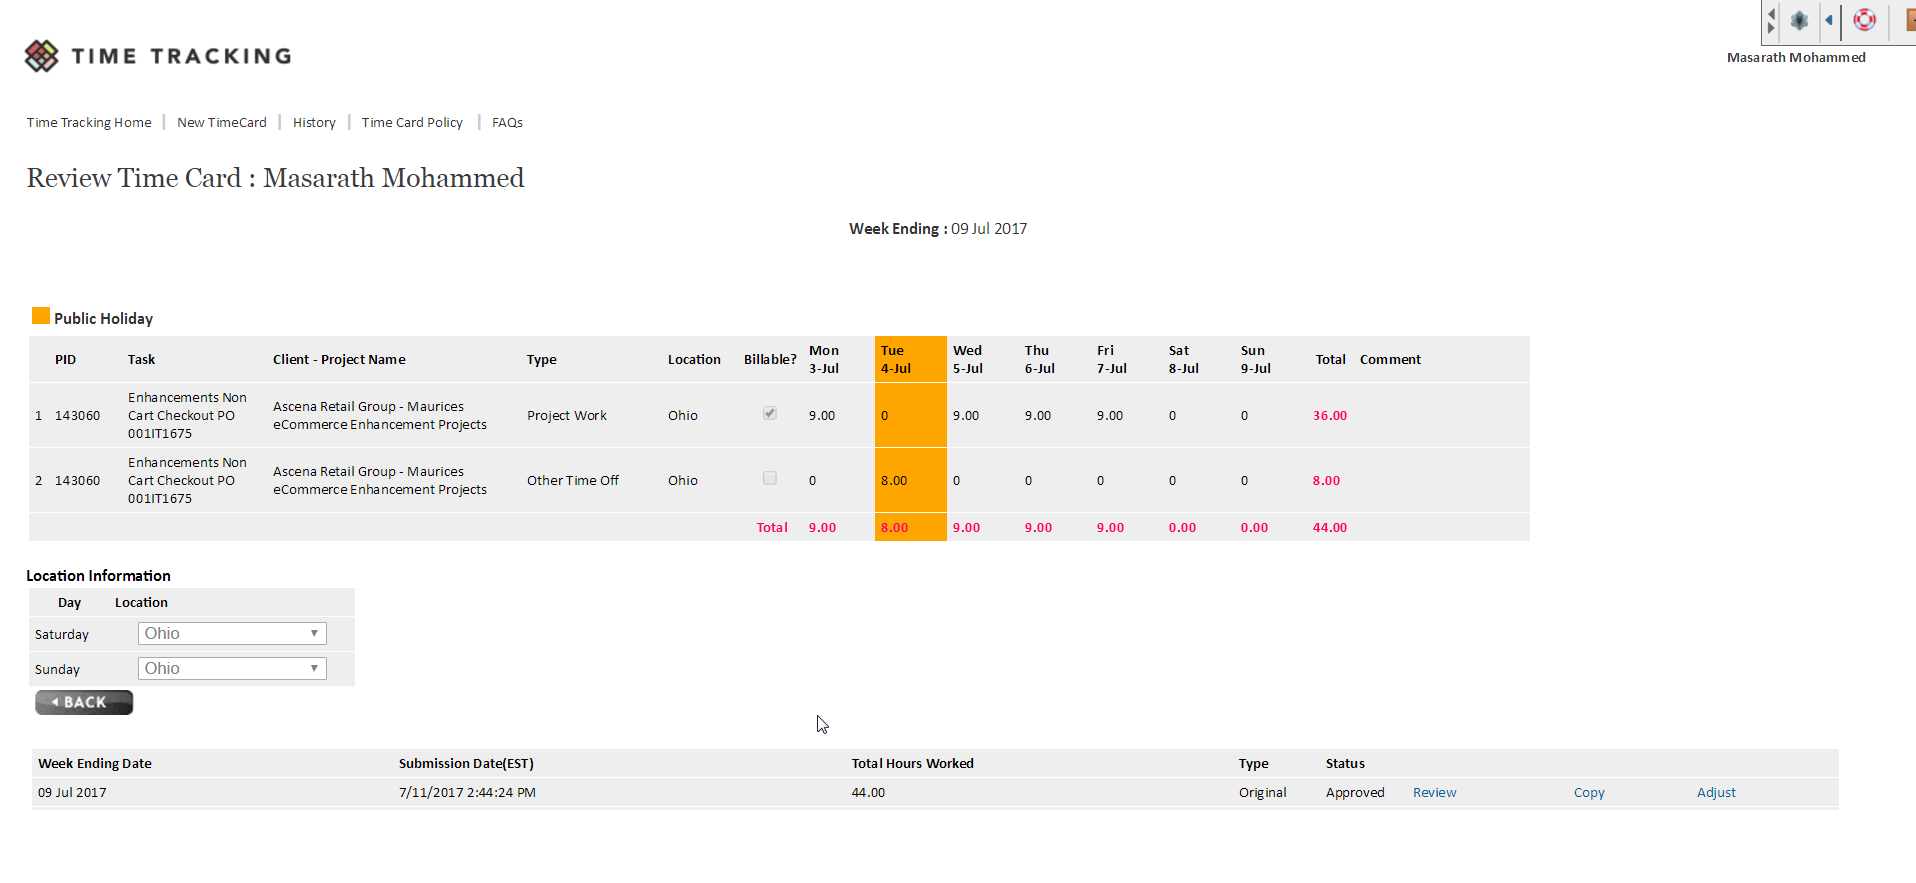 Masarath Mohammed
TIME TRACKING
Time Tracking Home | New TimeCard | History | Time Card Policy | FAQs
Review Time Card : Masarath Mohammed
Week Ending : 09 Jul 2017
Public Holiday
PID Task Client - Project Name Type Location Billable? Mon 3-Jul Tue 4-Jul Wed 5-Jul Thu 6-Jul Fri 7-Jul Sat 8-Jul Sun 9-Jul Total Comment
1 143060 Enhancements Non Cart Checkout PO 001IT1675 Ascena Retail Group - Maurices eCommerce Enhancement Projects Project Work Ohio 9.00 0 9.00 9.00 9.00 0 0 36.00
2 143060 Enhancements Non Cart Checkout PO 001IT1675 Ascena Retail Group - Maurices eCommerce Enhancement Projects Other Time Off Ohio 0 8.00 0 0 0 0 0 8.00
Total 9.00 8.00 9.00 9.00 9.00 0.00 0.00 44.00
Location Information
Day Location
Saturday Ohio
Sunday Ohio
BACK
Week Ending Date Submission Date(EST) Total Hours Worked Type Status
09 Jul 2017 7/11/2017 2:44:24 PM 44.00 Original Approved Review Copy Adjust